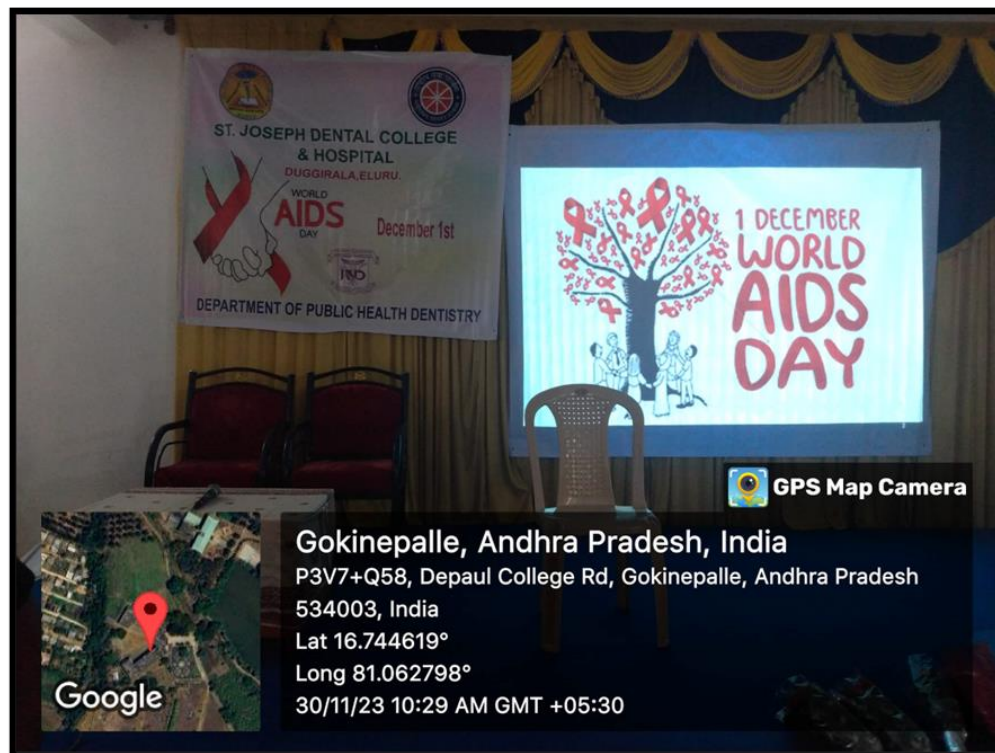 ST. JOSEPH DENTAL COLLEGE
& HOSPITAL
DUGGIRALA,ELURU.
WORLD
AIDS
DAY
December 1st
DEPARTMENT OF PUBLIC HEALTH DENTISTRY
1 DECEMBER
WORLD
AIDS
DAY
GPS Map Camera
Gokinepalle, Andhra Pradesh, India
P3V7+Q58, Depaul College Rd, Gokinepalle, Andhra Pradesh
534003, India
Lat 16.744619°
Long 81.062798°
30/11/23 10:29 AM GMT +05:30
Google